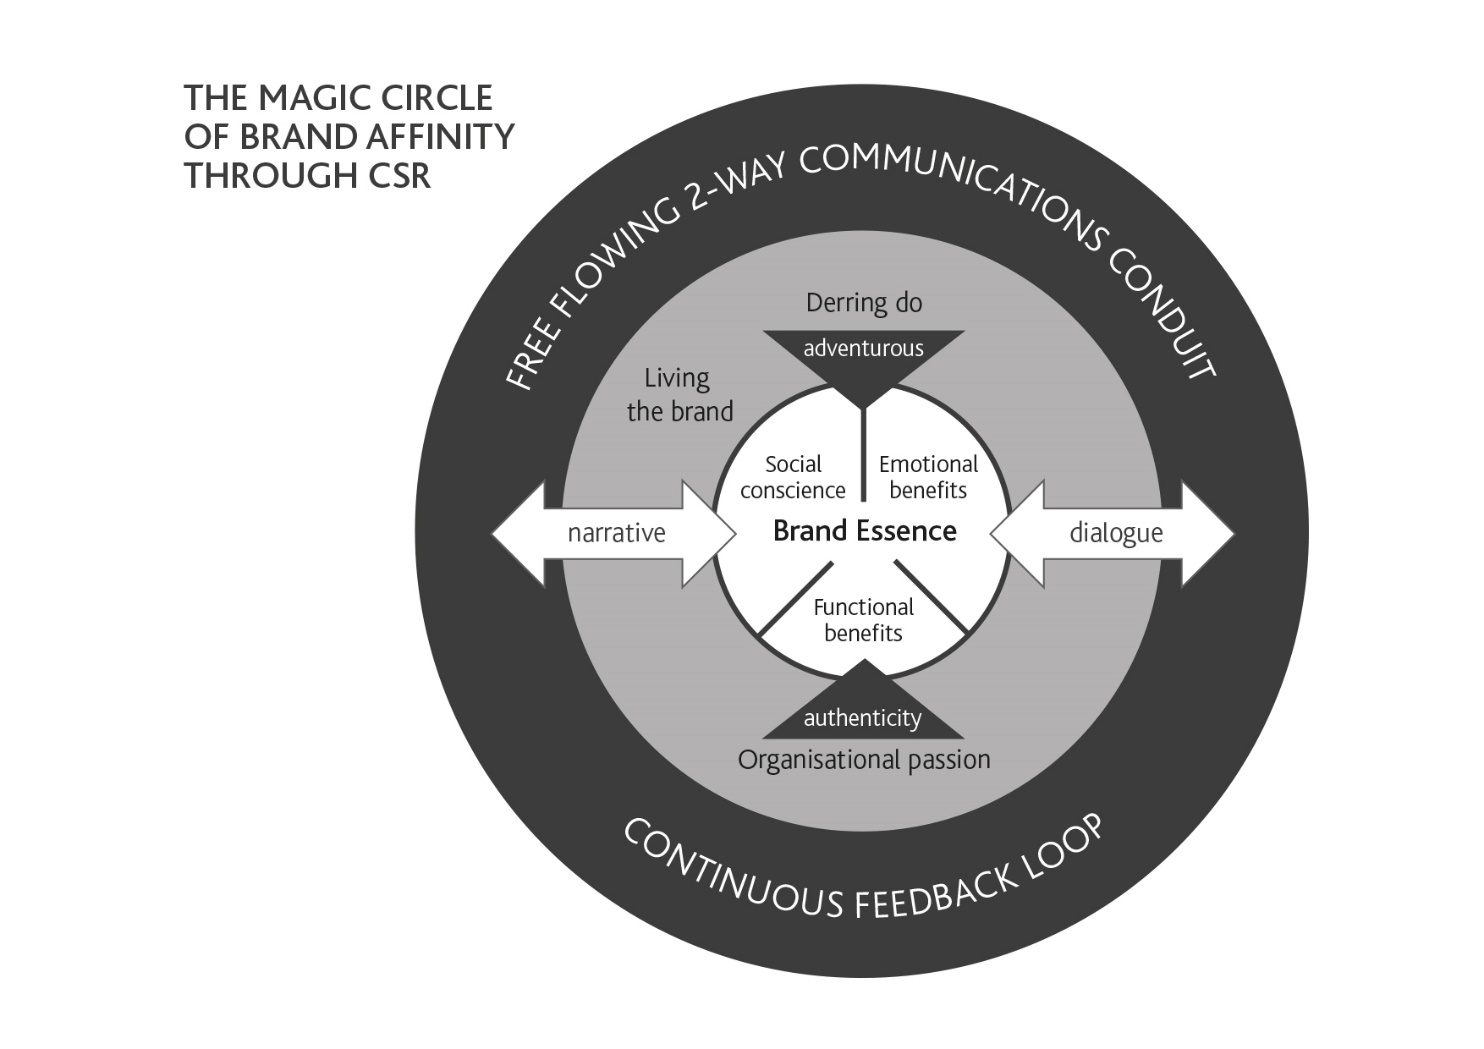 THE MAGIC CIRCLE
OF BRAND AFFINITY
THROUGH CSR
FREE FLOWING 2-WAY COMMUNICATIONS CONDUIT
Derring do
adventurous
Living
the brand
Social
conscience
Emotional
benefits
narrative
Brand Essence
dialogue
Functional
benefits
authenticity
Organisational passion
CONTINUOUS FEEDBACK LOOP